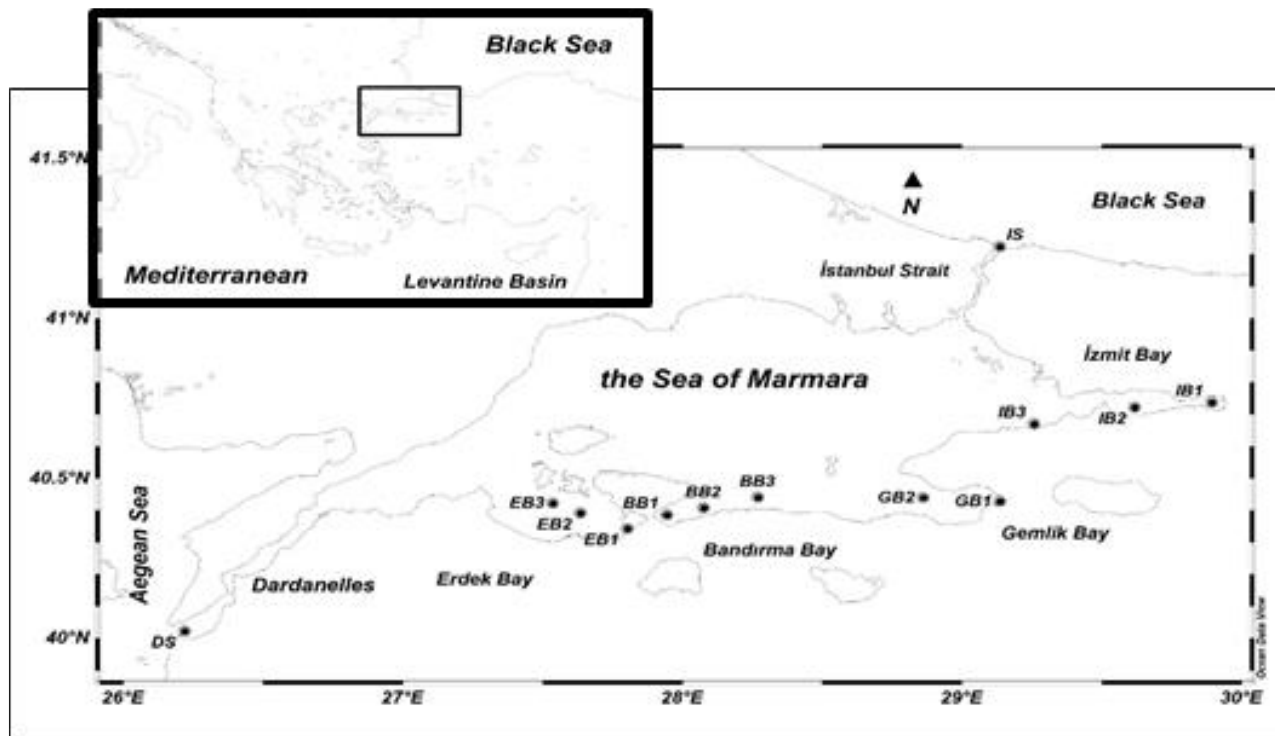 Black Sea
Mediterranean
Levantine Basin
41.5°N
N
Black Sea
IS
İstanbul Strait
41°N
İzmit Bay
the Sea of Marmara
IB1
IB2
IB3
40.5°N
BB3
BB2
BB1
EB3
EB2
EB1
GB2
GB1
Gemlik Bay
Bandırma Bay
Erdek Bay
Dardanelles
Aegean Sea
DS
40°N
26°E
27°E
28°E
29°E
30°E
Ocean Data View